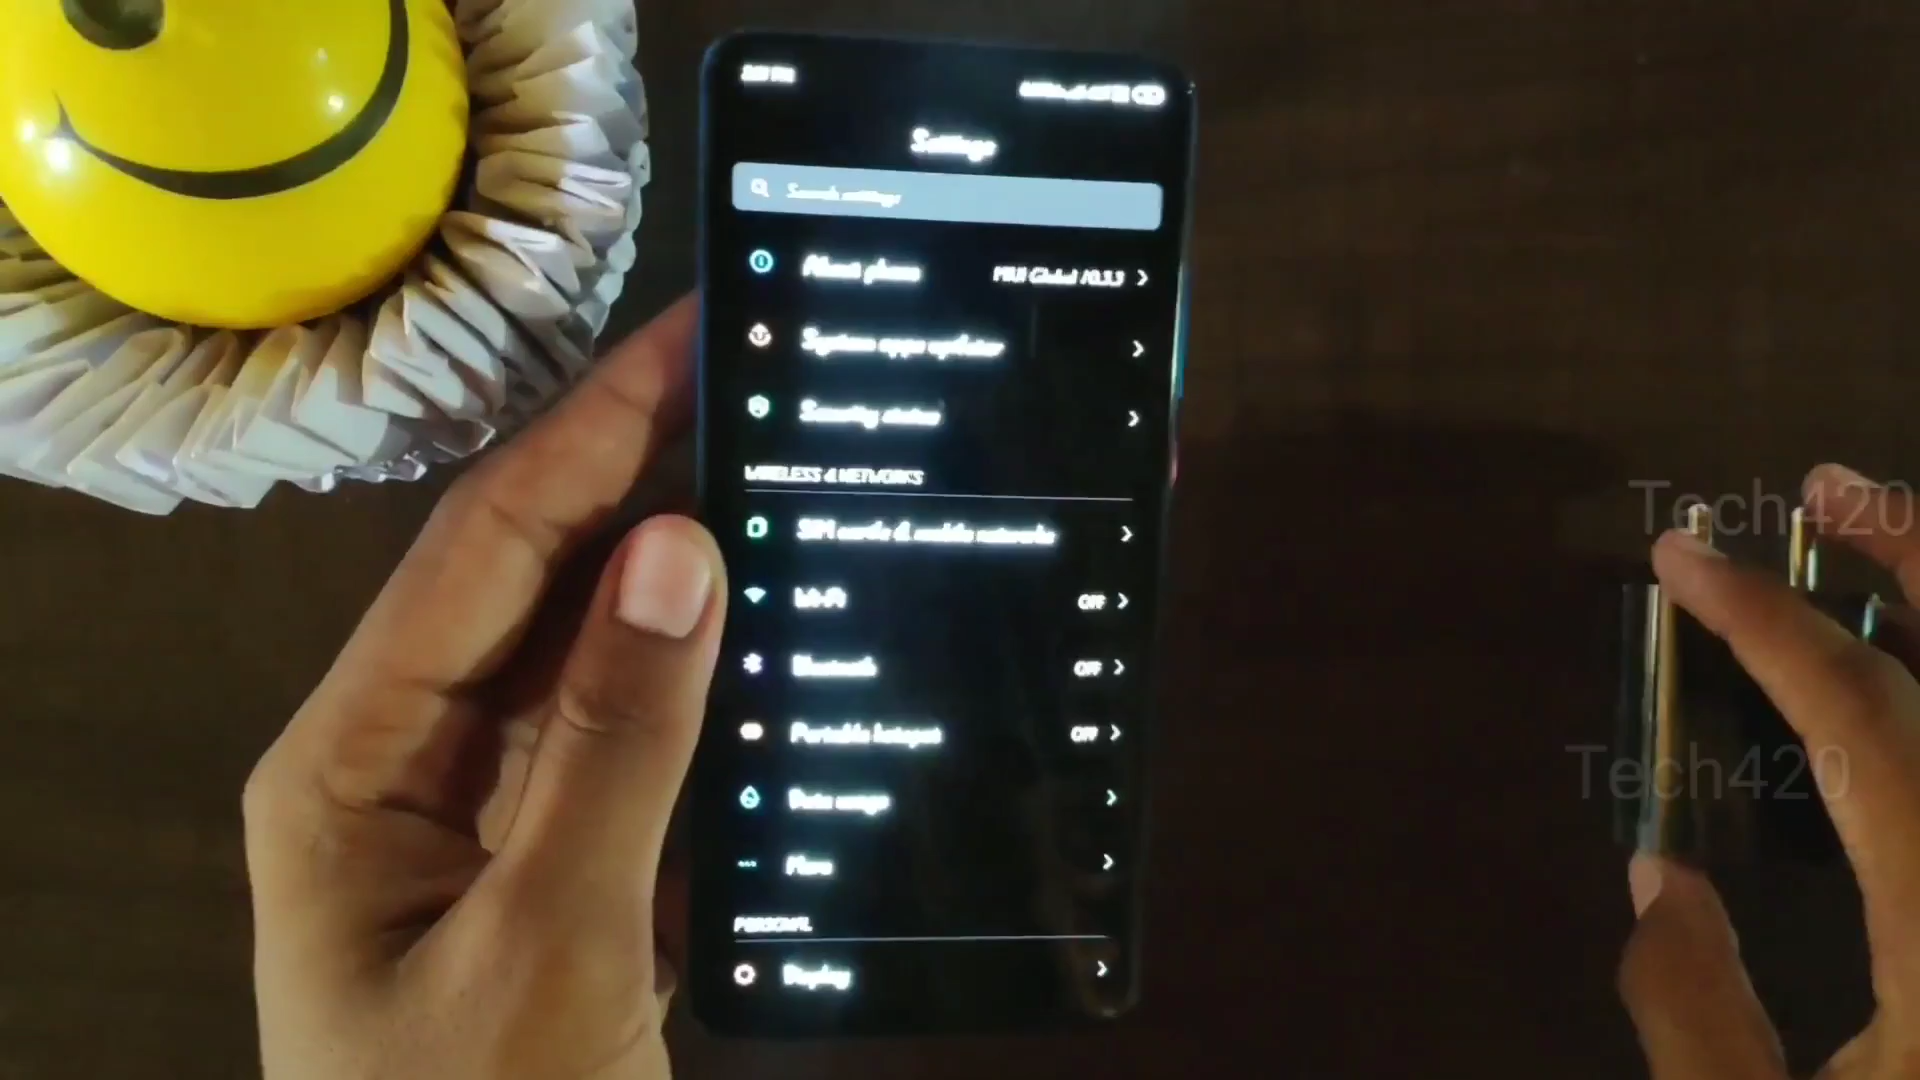 Settings
Search settings
About phone
MIUI Global 10.3.3
System apps updater
Security status
WIRELESS & NETWORKS
SIM cards & mobile networks
Wi-Fi
OFF
Bluetooth
OFF
Portable hotspot
OFF
Data usage
More
PERSONAL
Display
Tech420
Tech420